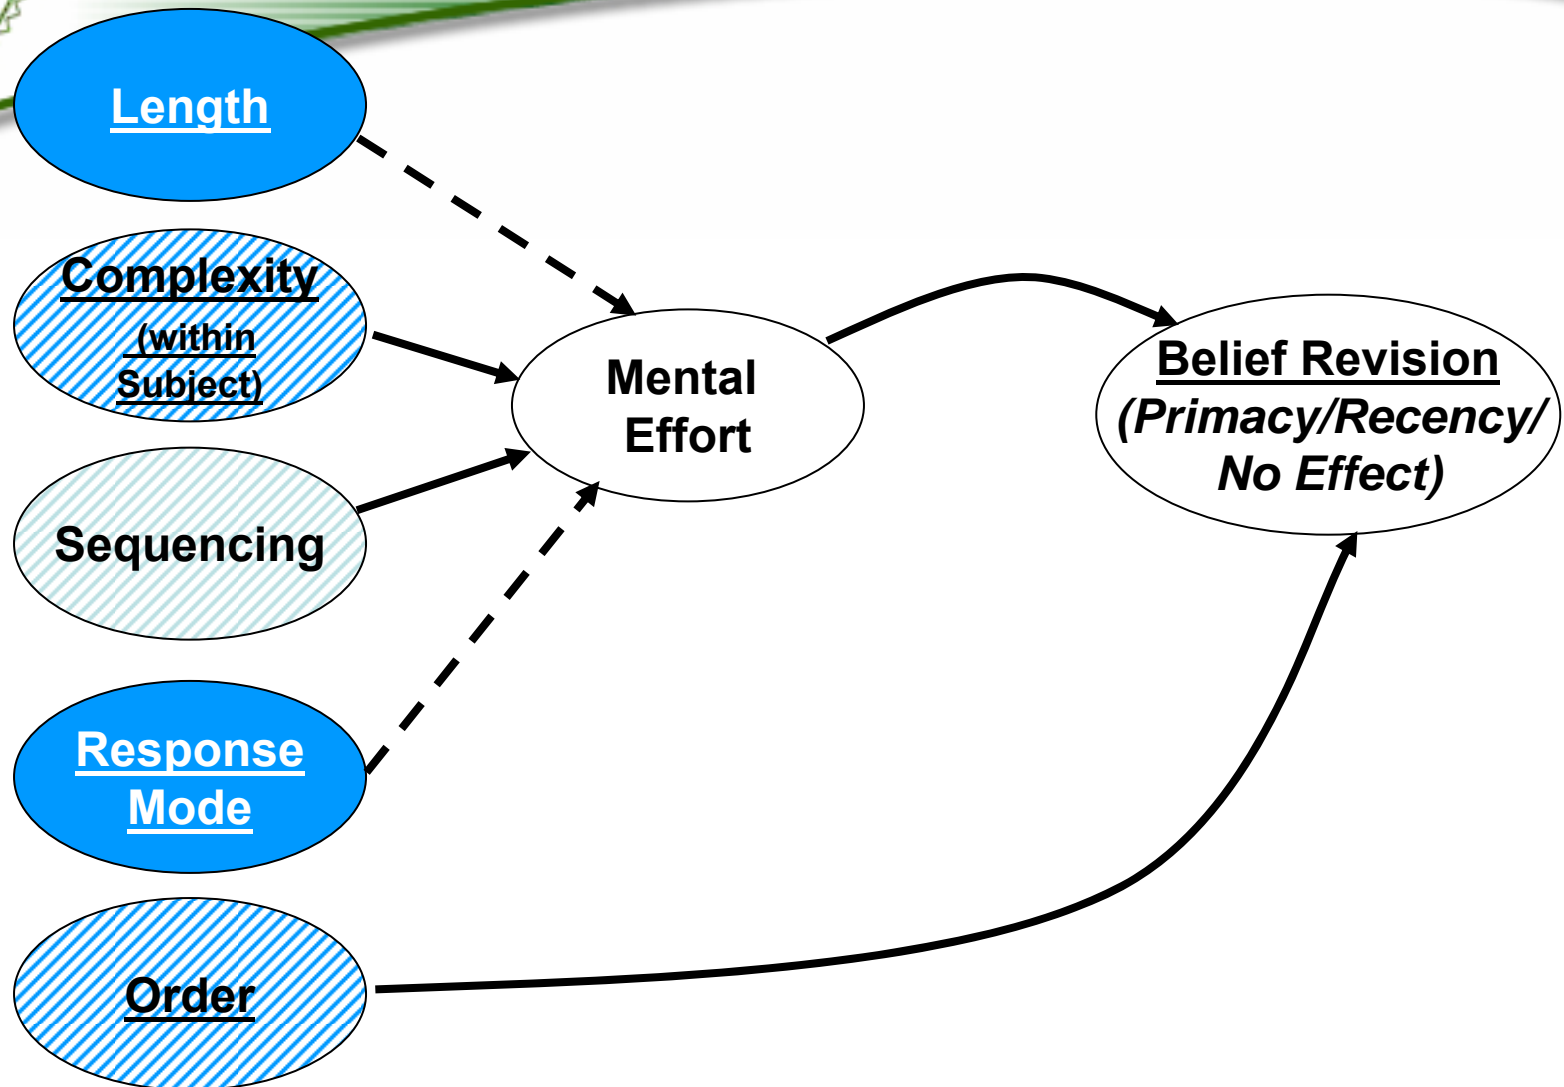 Length
Complexity
(within
Subject)
Sequencing
Response
Mode
Order
Mental
Effort
Belief Revision
(Primacy/Recency/
No Effect)